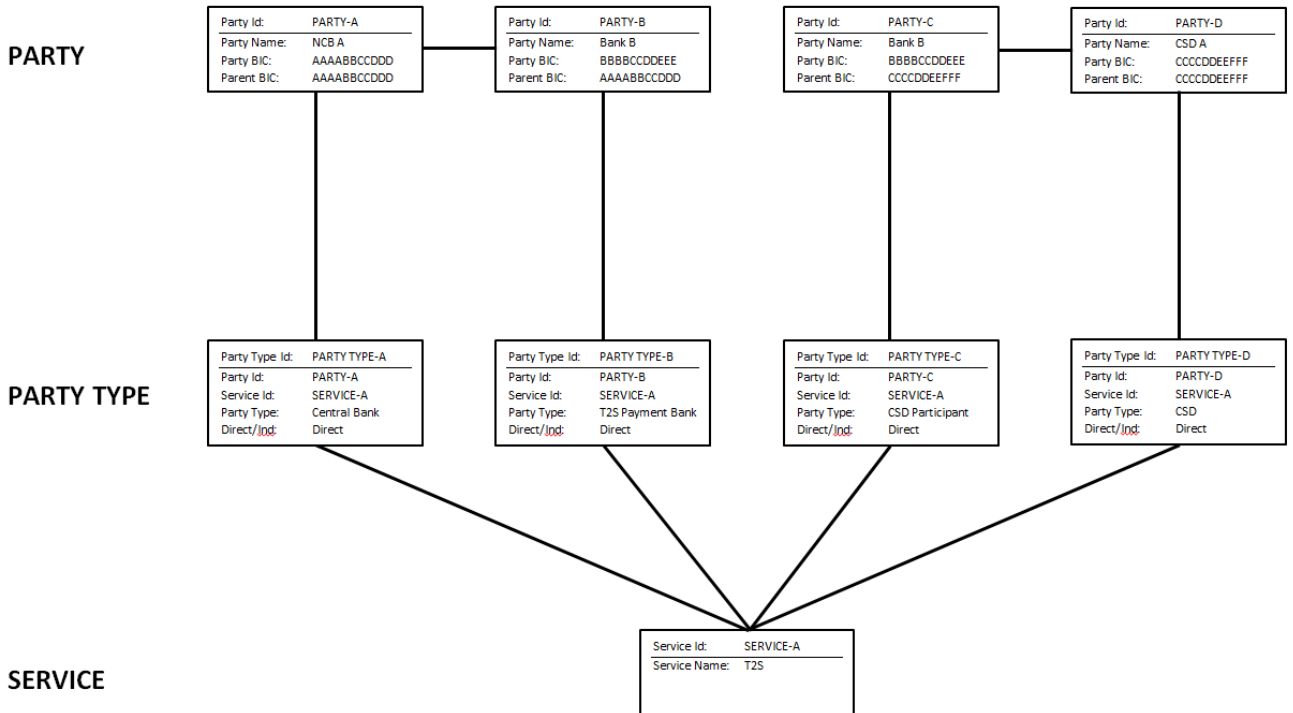 PARTY
Party Id: PARTY-A
Party Name: NCB A
Party BIC: AAAABBCCDDD
Parent BIC: AAAABBCCDDD
Party Id: PARTY-B
Party Name: Bank B
Party BIC: BBBBCCDDEEE
Parent BIC: AAAABBCCDDD
Party Id: PARTY-C
Party Name: Bank B
Party BIC: BBBBCCDDEEE
Parent BIC: CCCCDDEEFFF
Party Id: PARTY-D
Party Name: CSD A
Party BIC: CCCCDDEEFFF
Parent BIC: CCCCDDEEFFF
PARTY TYPE
Party Type Id: PARTY TYPE-A
Party Id: PARTY-A
Service Id: SERVICE-A
Party Type: Central Bank
Direct/Ind: Direct
Party Type Id: PARTY TYPE-B
Party Id: PARTY-B
Service Id: SERVICE-A
Party Type: T2S Payment Bank
Direct/Ind: Direct
Party Type Id: PARTY TYPE-C
Party Id: PARTY-C
Service Id: SERVICE-A
Party Type: CSD Participant
Direct/Ind: Direct
Party Type Id: PARTY TYPE-D
Party Id: PARTY-D
Service Id: SERVICE-A
Party Type: CSD
Direct/Ind: Direct
SERVICE
Service Id: SERVICE-A
Service Name: T2S